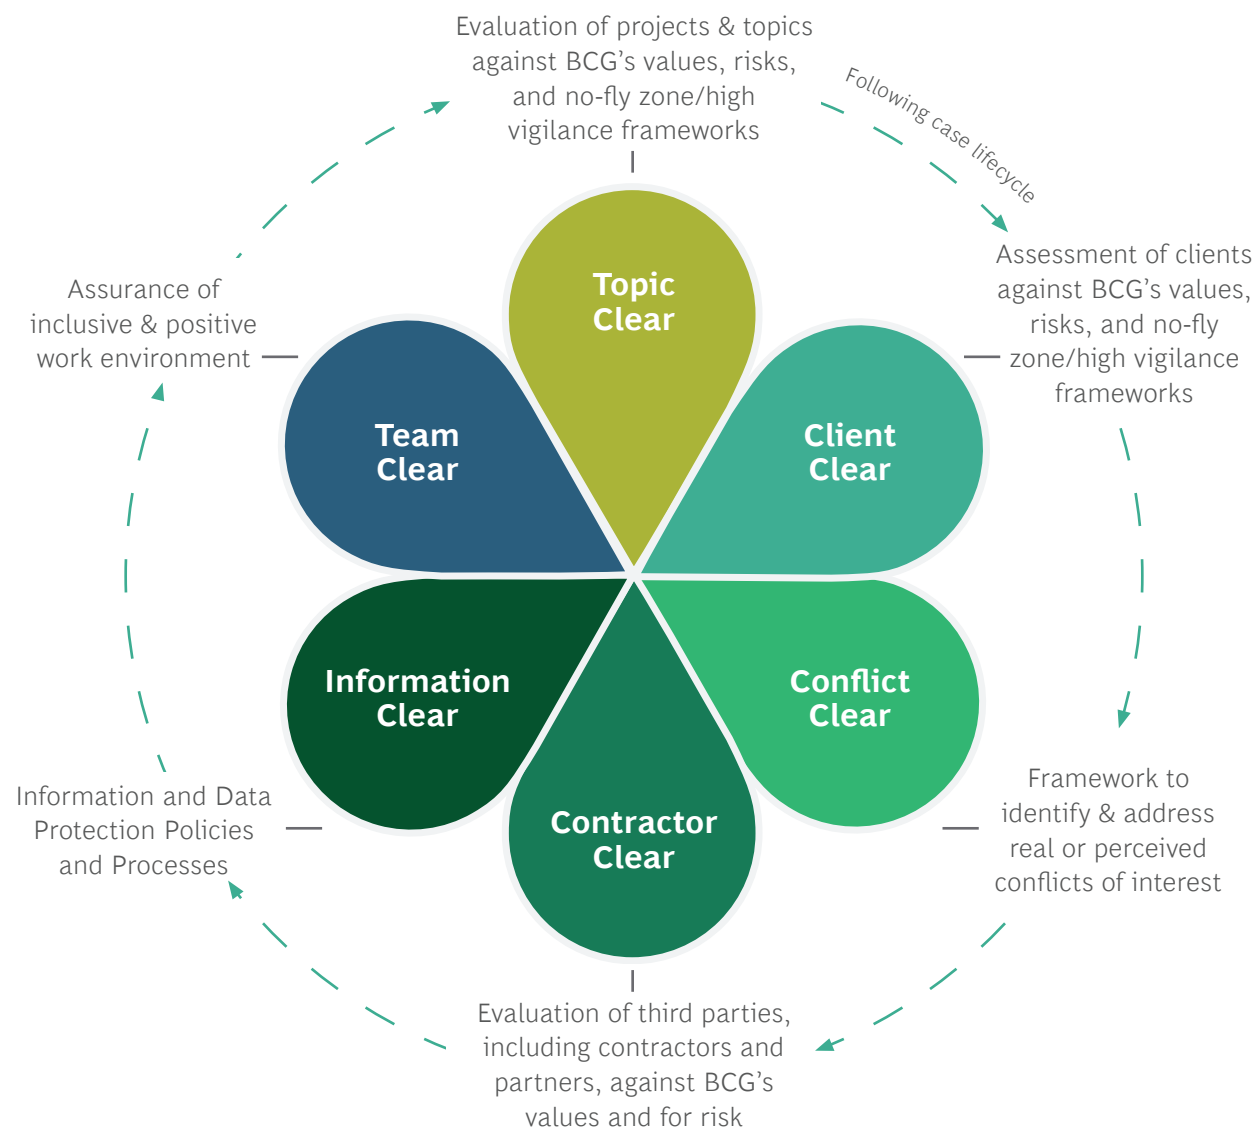 Evaluation of projects & topics
against BCG's values, risks,
and no-fly zone/high
vigilance frameworks
Following case lifecycle
Topic
Clear
Assessment of clients
against BCG's values,
risks, and no-fly
zone/high vigilance
frameworks
Client
Clear
Conflict
Clear
Framework to
identify & address
real or perceived
conflicts of interest
Contractor
Clear
Evaluation of third parties,
including contractors and
partners, against BCG's
values and for risk
Information
Clear
Information and Data
Protection Policies
and Processes
Team
Clear
Assurance of
inclusive & positive
work environment